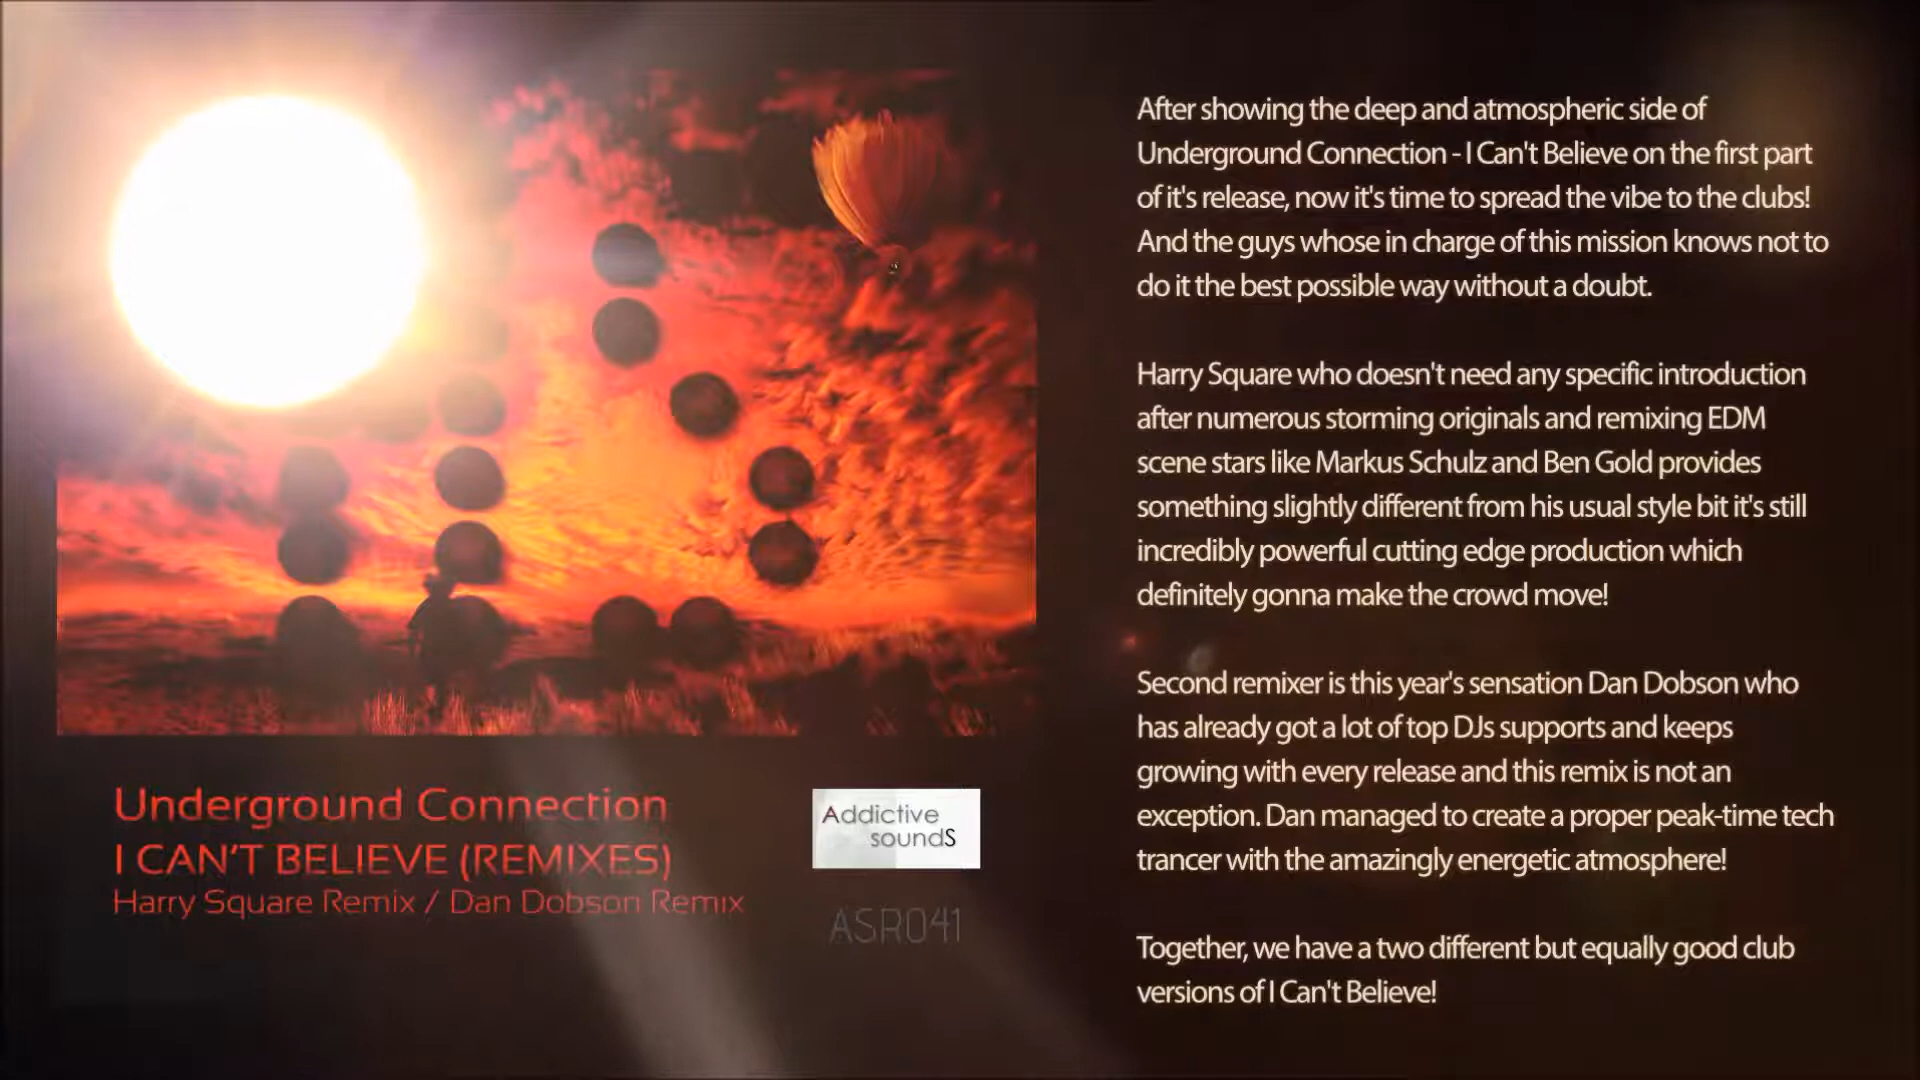 After showing the deep and atmospheric side of
Underground Connection - I Can't Believe on the first part
of it's release, now it's time to spread the vibe to the clubs!
And the guys whose in charge of this mission knows not to
do it the best possible way without a doubt.
Harry Square who doesn't need any specific introduction
after numerous storming originals and remixing EDM
scene stars like Markus Schulz and Ben Gold provides
something slightly different from his usual style bit it's still
incredibly powerful cutting edge production which
definitely gonna make the crowd move!
Second remixer is this year's sensation Dan Dobson who
has already got a lot of top DJs supports and keeps
growing with every release and this remix is not an
exception. Dan managed to create a proper peak-time tech
trancer with the amazingly energetic atmosphere!
Together, we have a two different but equally good club
versions of I Can't Believe!
Underground Connection
I CAN'T BELIEVE (REMIXES)
Harry Square Remix / Dan Dobson Remix
Addictive
soundS
ASR041